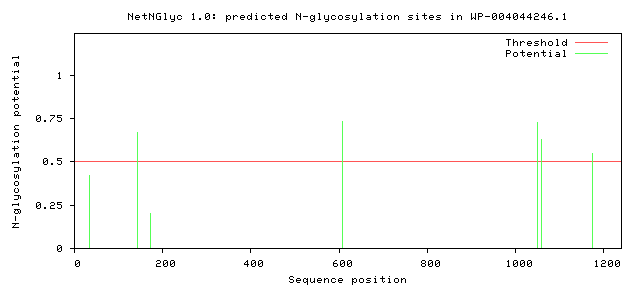 NetNGlyc 1.0: predicted N-glycosylation sites in WP-004044246.1
Threshold
Potential
N-glycosylation potential
1
0.75
0.5
0.25
0
0 200 400 600 800 1000 1200
Sequence position